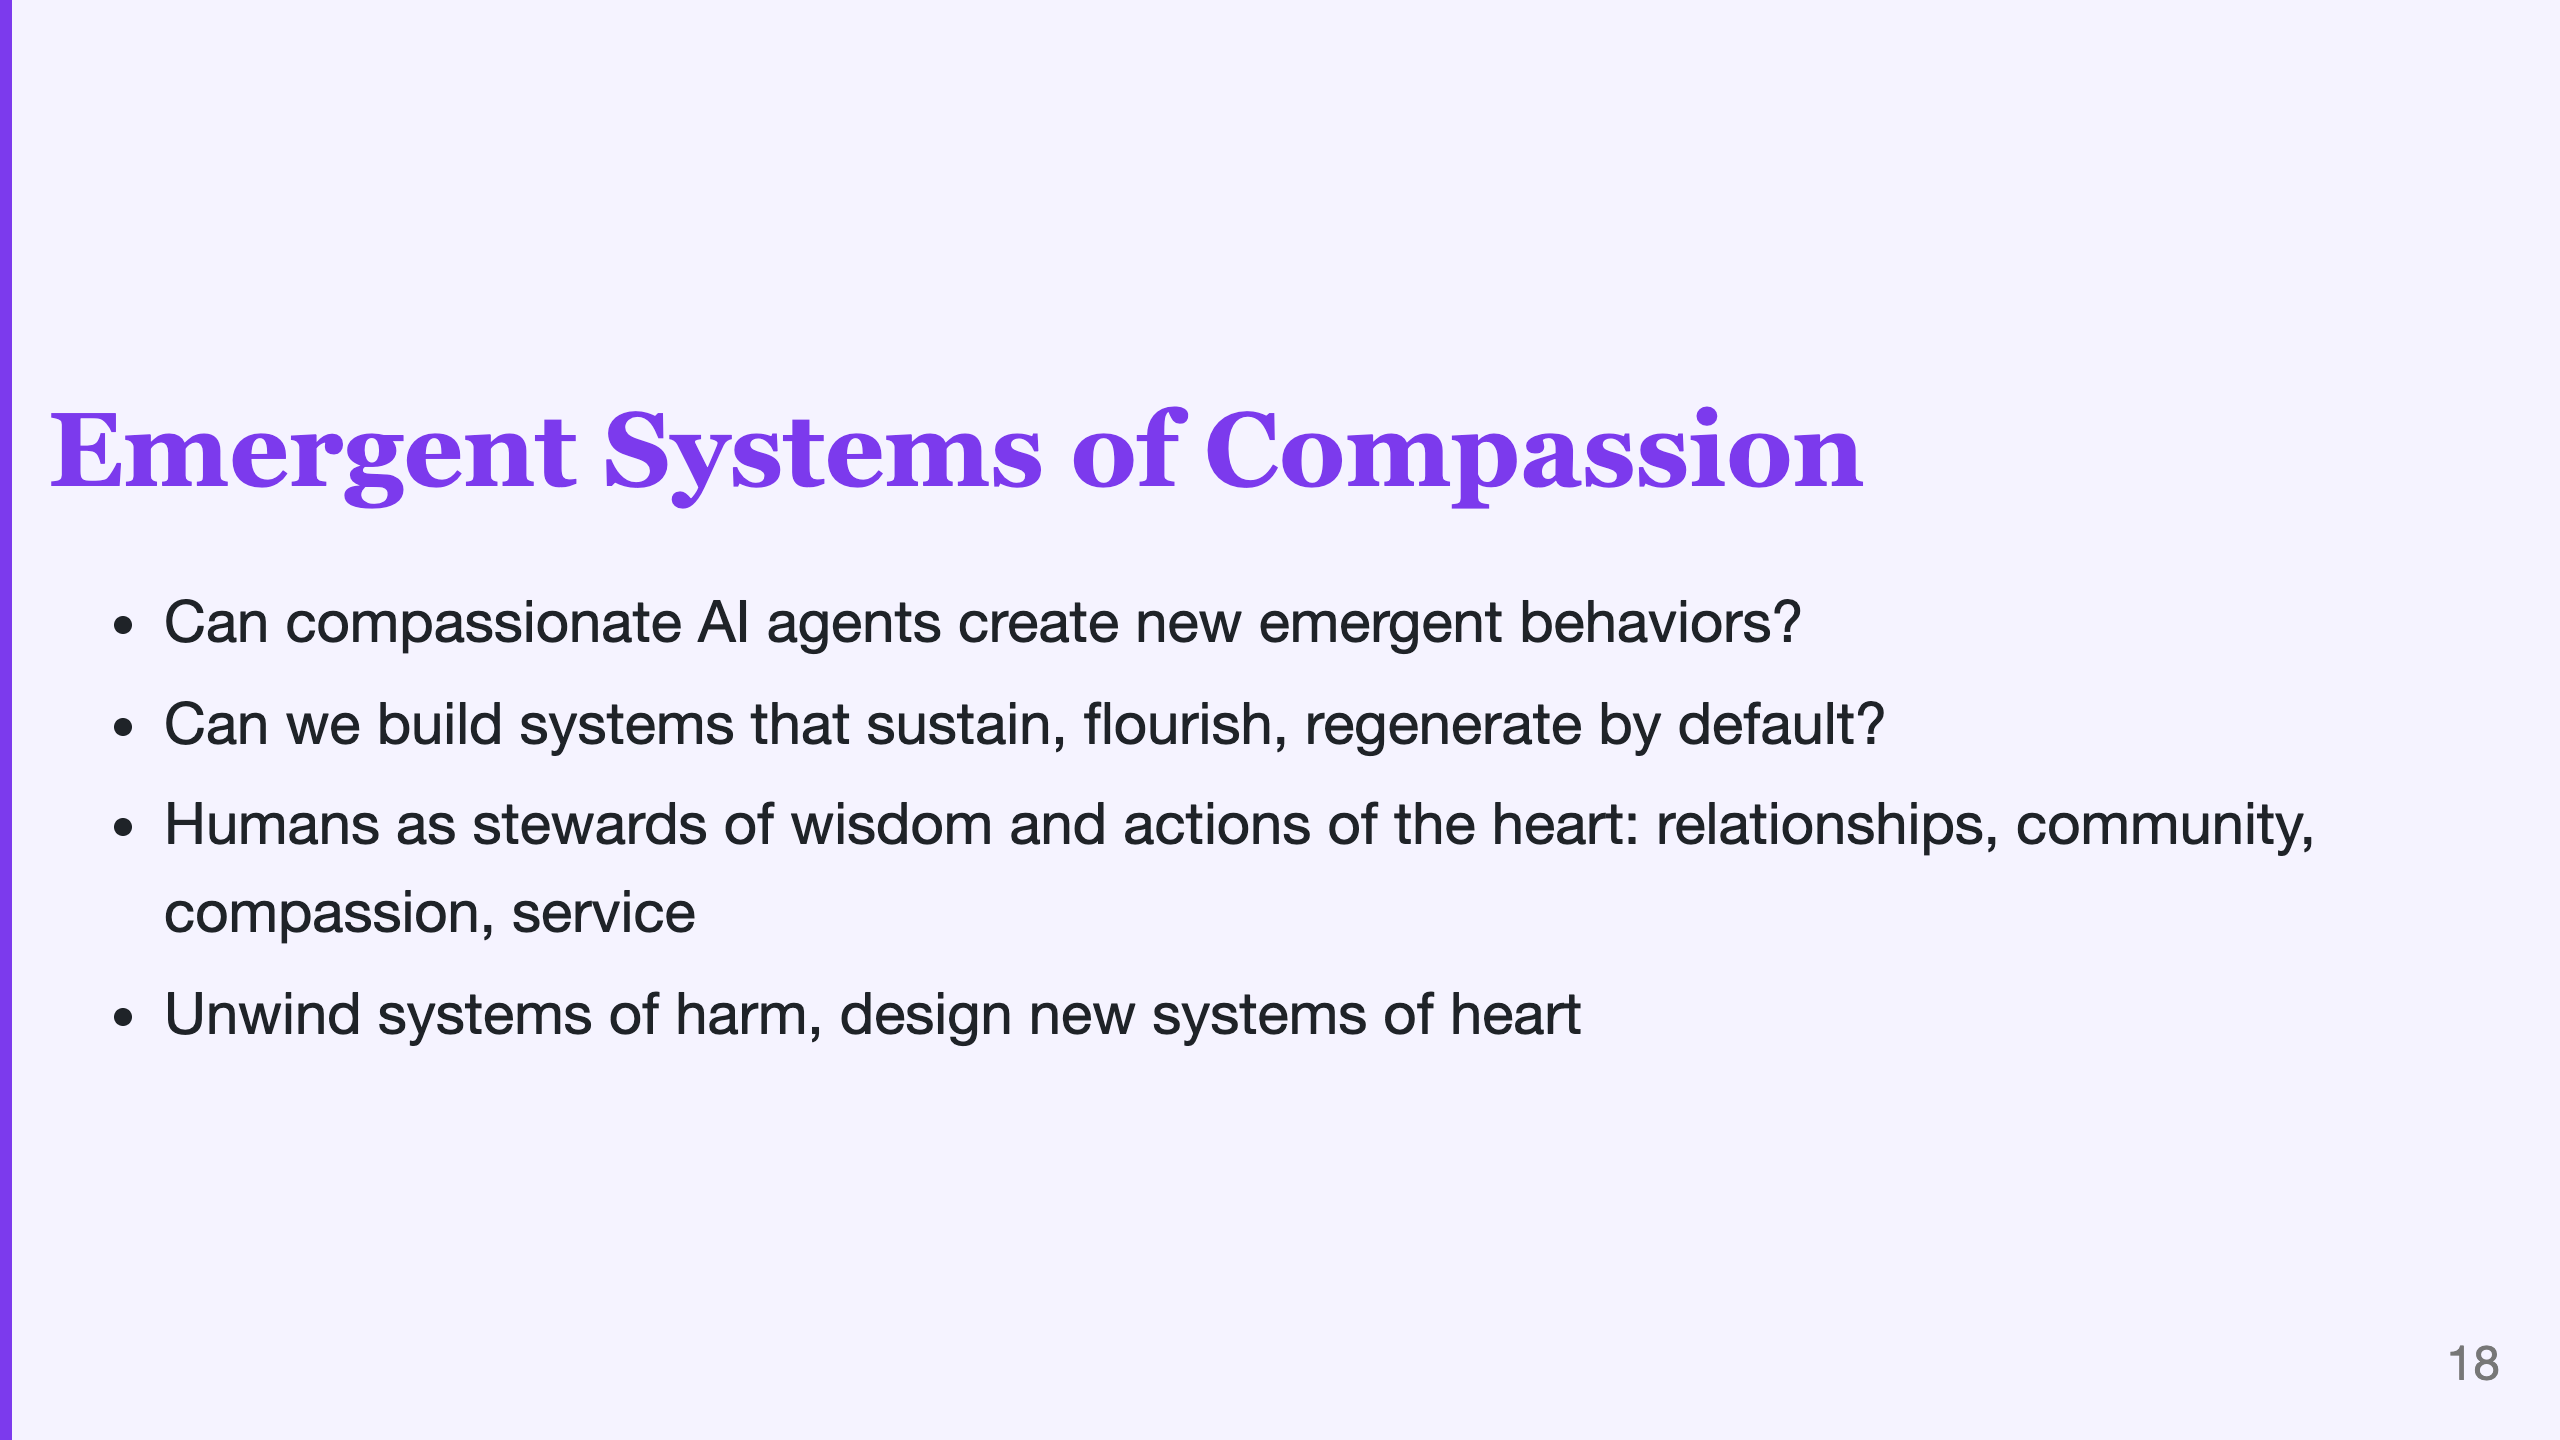 Emergent Systems of Compassion
• Can compassionate AI agents create new emergent behaviors?
• Can we build systems that sustain, flourish, regenerate by default?
• Humans as stewards of wisdom and actions of the heart: relationships, community,
compassion, service
• Unwind systems of harm, design new systems of heart
18